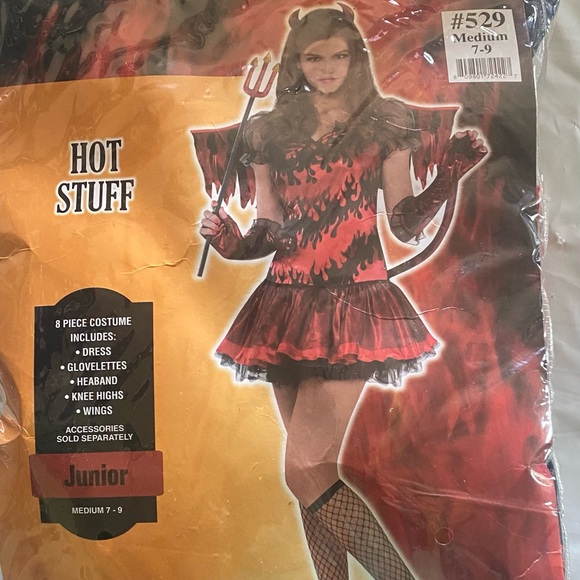 #529
Medium
7-9
HOT
STUFF
8 PIECE COSTUME
INCLUDES:
• DRESS
• GLOVELETTES
• HEABAND
• KNEE HIGHS
• WINGS
ACCESSORIES
SOLD SEPARATELY
Junior
MEDIUM 7 - 9